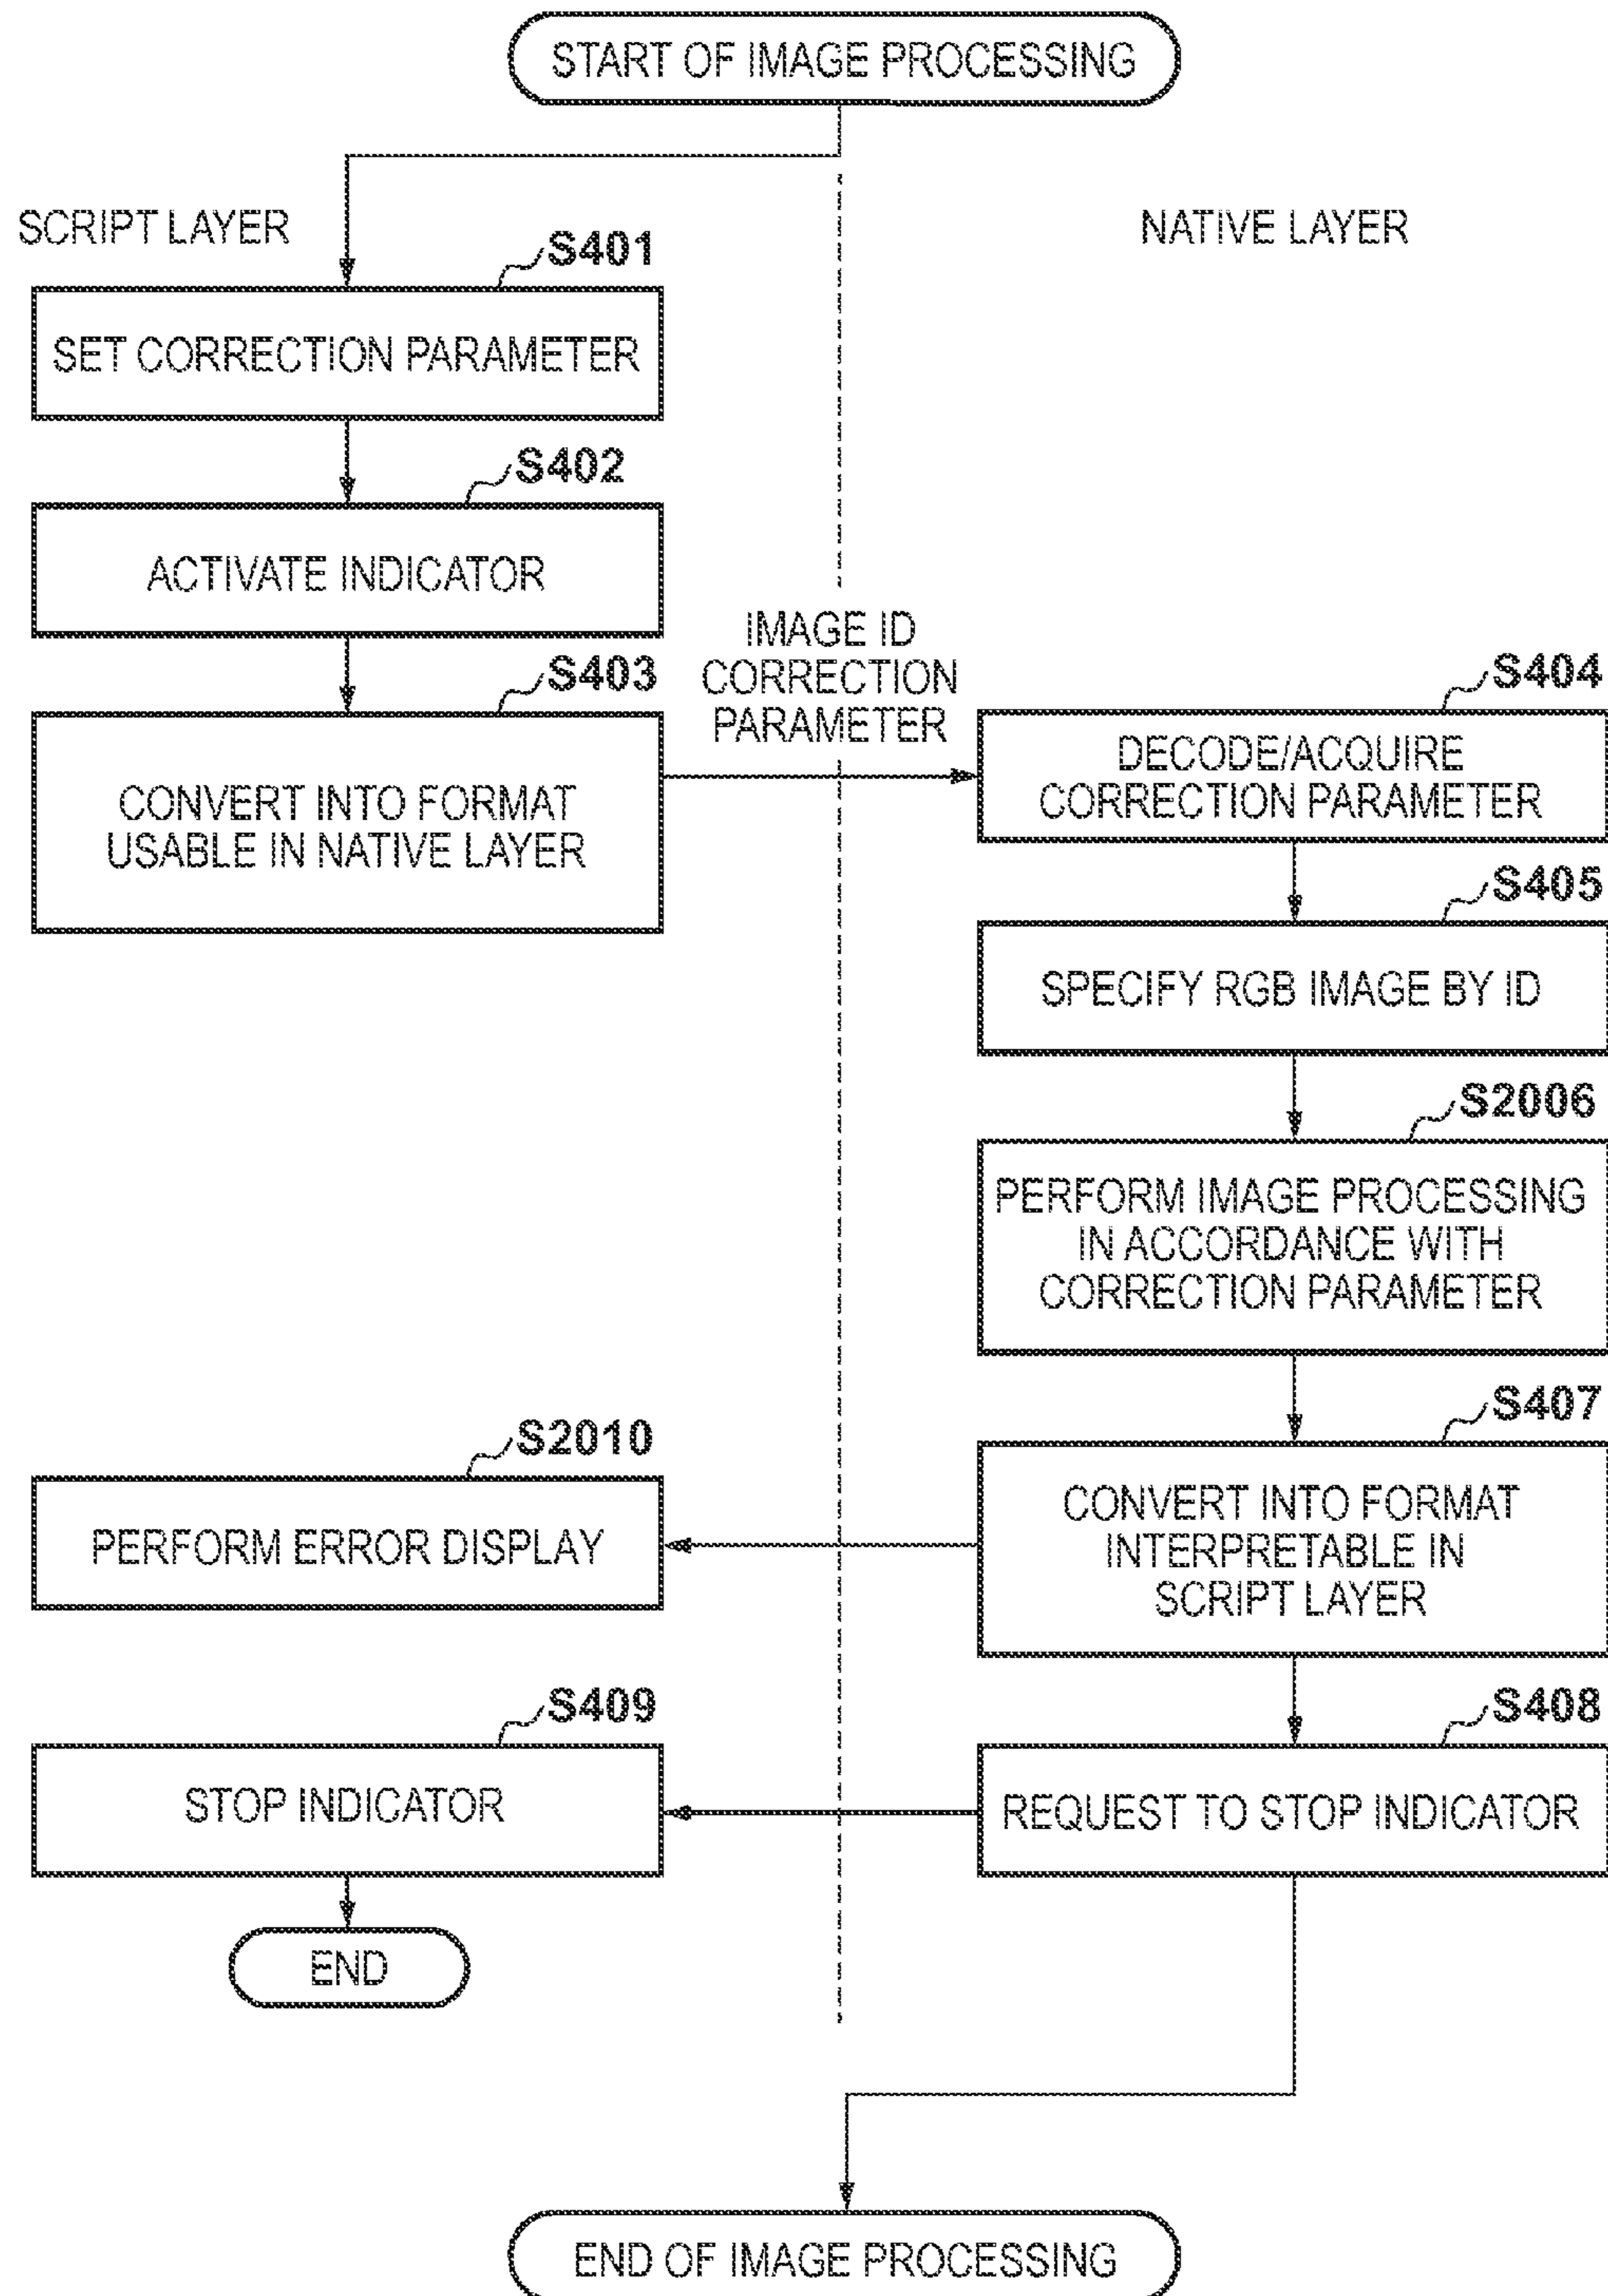 START OF IMAGE PROCESSING
SCRIPT LAYER
NATIVE LAYER
S401
SET CORRECTION PARAMETER
S402
ACTIVATE INDICATOR
S403
CONVERT INTO FORMAT
USABLE IN NATIVE LAYER
IMAGE ID
CORRECTION
PARAMETER
S404
DECODE/ACQUIRE
CORRECTION PARAMETER
S405
SPECIFY RGB IMAGE BY ID
S2006
PERFORM IMAGE PROCESSING
IN ACCORDANCE WITH
CORRECTION PARAMETER
S407
CONVERT INTO FORMAT
INTERPRETABLE IN
SCRIPT LAYER
S2010
PERFORM ERROR DISPLAY
S408
REQUEST TO STOP INDICATOR
S409
STOP INDICATOR
END
END OF IMAGE PROCESSING